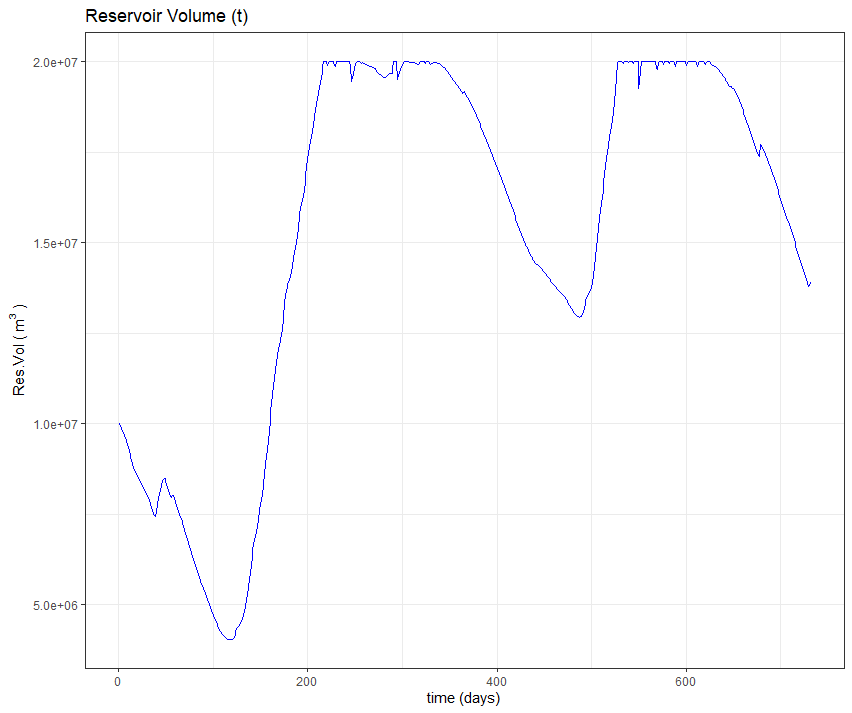 Reservoir Volume (t)
2.0e+07
1.5e+07
1.0e+07
5.0e+06
Res.Vol ( m³ )
0 200 400 600
time (days)